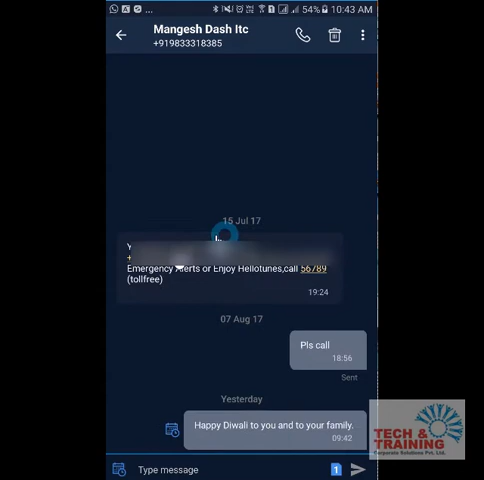 54% 10:43 AM
Mangesh Dash Itc
+919833318385
15 Jul 17
Emergency Alerts or Enjoy Hellotunes,call 56789
(tollfree)
19:24
07 Aug 17
Pls call
18:56
Sent
Yesterday
Happy Diwali to you and to your family.
09:42
Type message
1
TECH &
TRAINING
Corporate Solutions Pvt. Ltd.